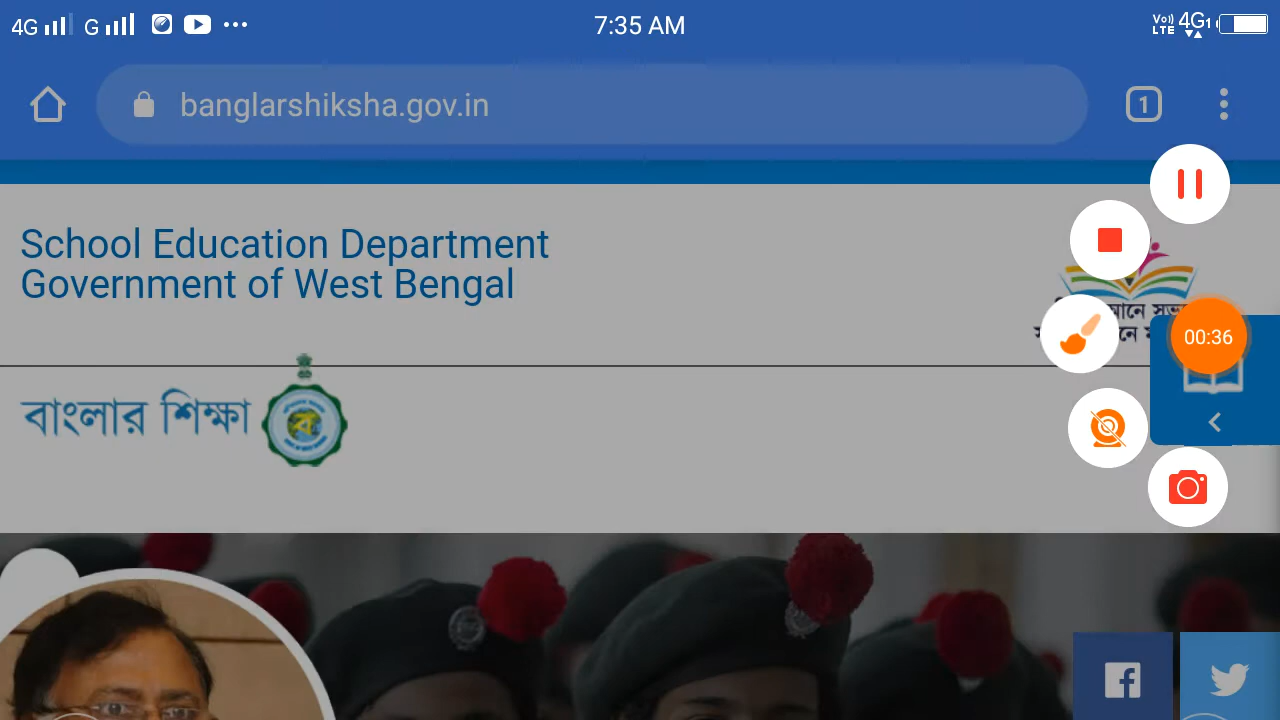 4G G 7:35 AM Vo)) LTE 4G1
banglarshiksha.gov.in 1
School Education Department
Government of West Bengal
00:36
বাংলার শিক্ষা